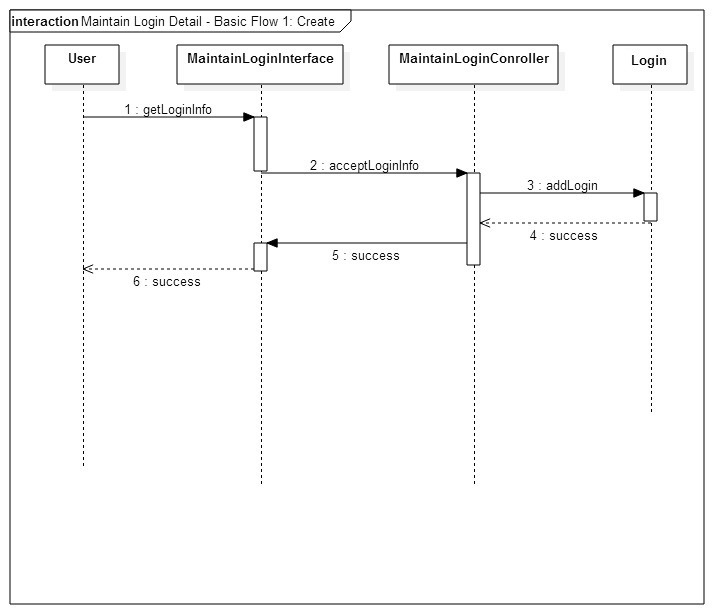 interaction Maintain Login Detail - Basic Flow 1: Create
User
MaintainLoginInterface
MaintainLoginConroller
Login
1 : getLoginInfo
2 : acceptLoginInfo
3 : addLogin
4 : success
5 : success
6 : success